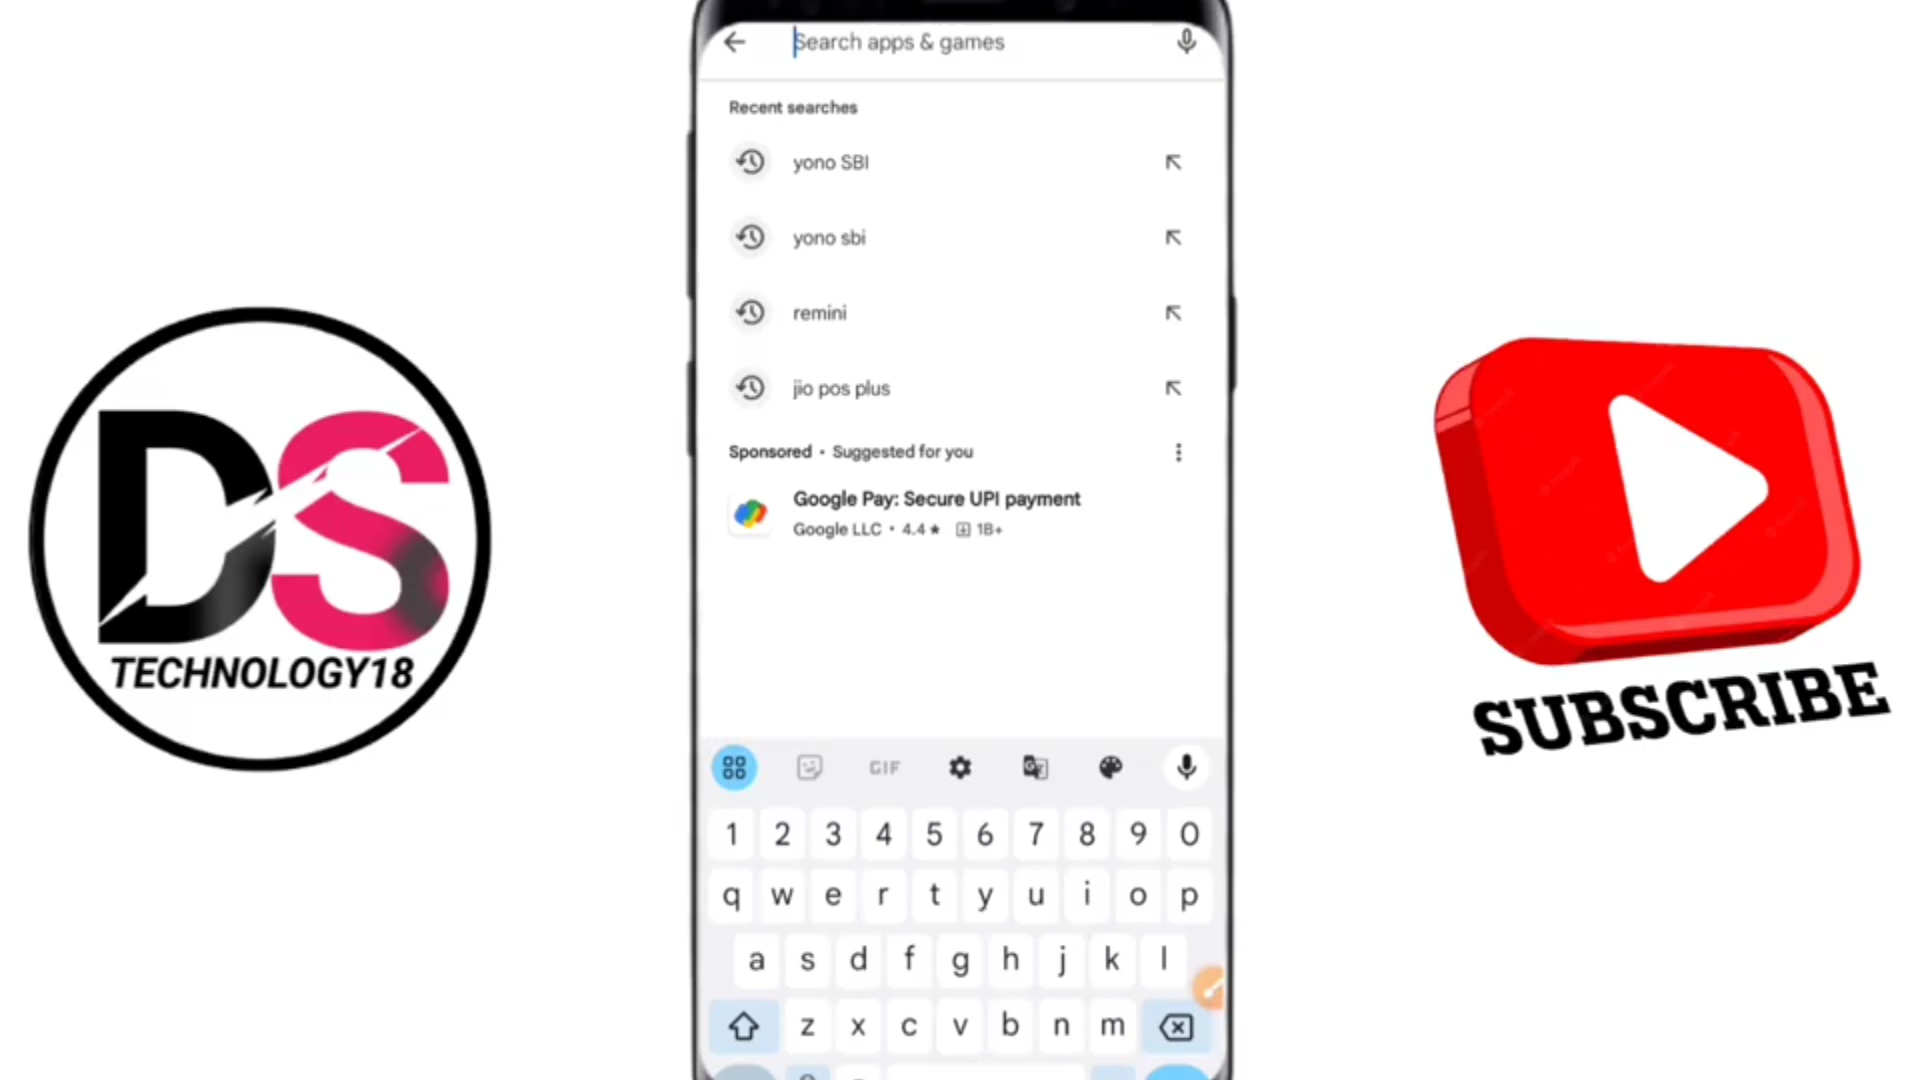 Search apps & games
Recent searches
yono SBI
yono sbi
remini
jio pos plus
Sponsored • Suggested for you
Google Pay: Secure UPI payment
Google LLC • 4.4 ★ 1B+
DS
TECHNOLOGY18
SUBSCRIBE
GIF
1 2 3 4 5 6 7 8 9 0
q w e r t y u i o p
a s d f g h j k l
z x c v b n m